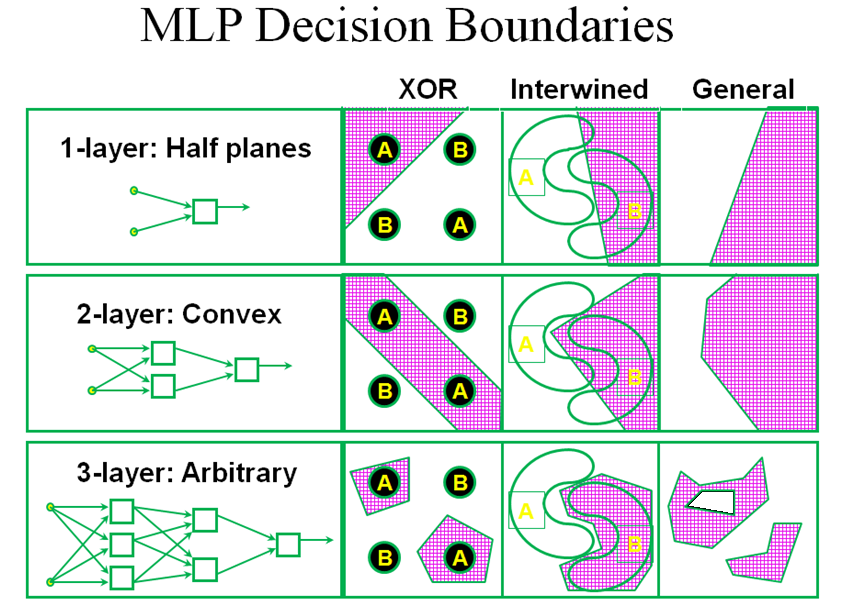 MLP Decision Boundaries
XOR Interwined General
1-layer: Half planes
A B
B A
A
B
2-layer: Convex
A B
B A
A
B
3-layer: Arbitrary
A B
B A
A
B